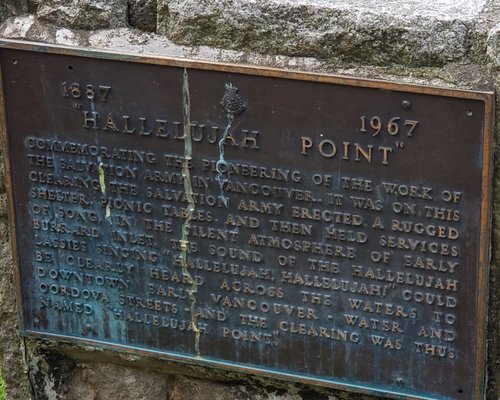 1887 1967
"HALLELUJAH POINT"
COMMEMORATING THE PIONEERING OF THE WORK OF
THE SALVATION ARMY IN VANCOUVER. IT WAS ON THIS
CLEARING THE SALVATION ARMY ERECTED A RUGGED
SHELTER, PICNIC TABLES, AND THEN HELD SERVICES
OF SONG. IN THE SILENT ATMOSPHERE OF EARLY
BURRARD INLET, THE SOUND OF THE HALLELUJAH
LASSIES SINGING "HALLELUJAH, HALLELUJAH," COULD
BE CLEARLY HEARD ACROSS THE WATERS TO
DOWNTOWN EARLY VANCOUVER - WATER AND
CORDOVA STREETS - AND THE CLEARING WAS THUS
NAMED "HALLELUJAH POINT".